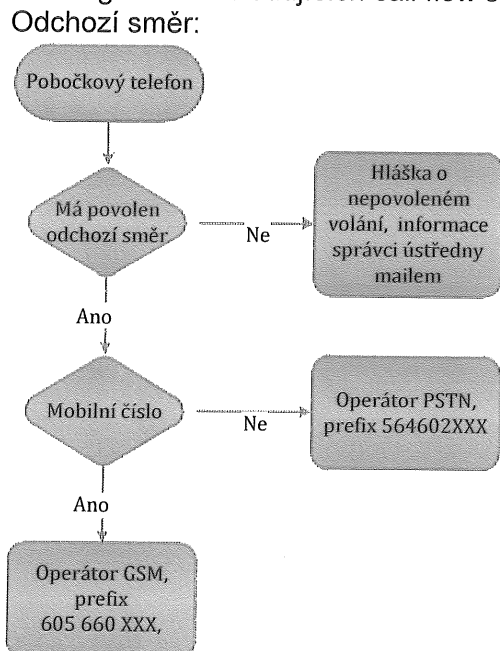 Odchozí směr:
Pobočkový telefon
Má povolen
odchozí směr
Ne
Hláška o
nepovoleném
volání, informace
správci ústředny
mailem
Ano
Mobilní číslo
Ne
Operátor PSTN,
prefix 564602XXX
Ano
Operátor GSM,
prefix
605 660 XXX,